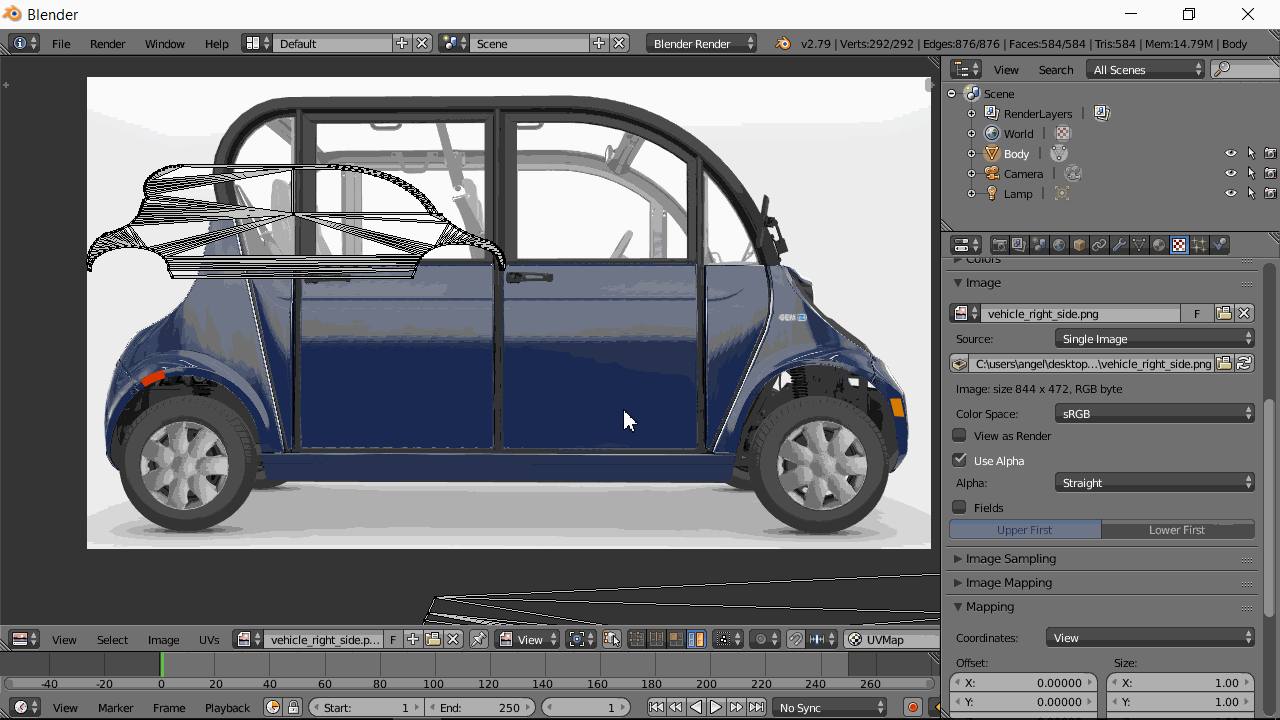 Blender
File Render Window Help Default Scene Blender Render v2.79 | Verts:292/292 | Edges:876/876 | Faces:584/584 | Tris:584 | Mem:14.79M | Body
View Search All Scenes
Scene
RenderLayers
World
Body
Camera
Lamp
Colors
Image
vehicle_right_side.png F
Source: Single Image
C:\users\angel\desktop...\vehicle_right_side.png
Image: size 844 x 472, RGB byte
Color Space: sRGB
View as Render
Use Alpha
Alpha: Straight
Fields
Upper First Lower First
Image Sampling
Image Mapping
Mapping
Coordinates: View
Offset: Size:
X: 0.00000 X: 1.00
Y: 0.00000 Y: 1.00
GEM
View Select Image UVs vehicle_right_side.p... F View UVMap
-40 -20 0 20 40 60 80 100 120 140 160 180 200 220 240 260
View Marker Frame Playback Start: 1 End: 250 1 No Sync